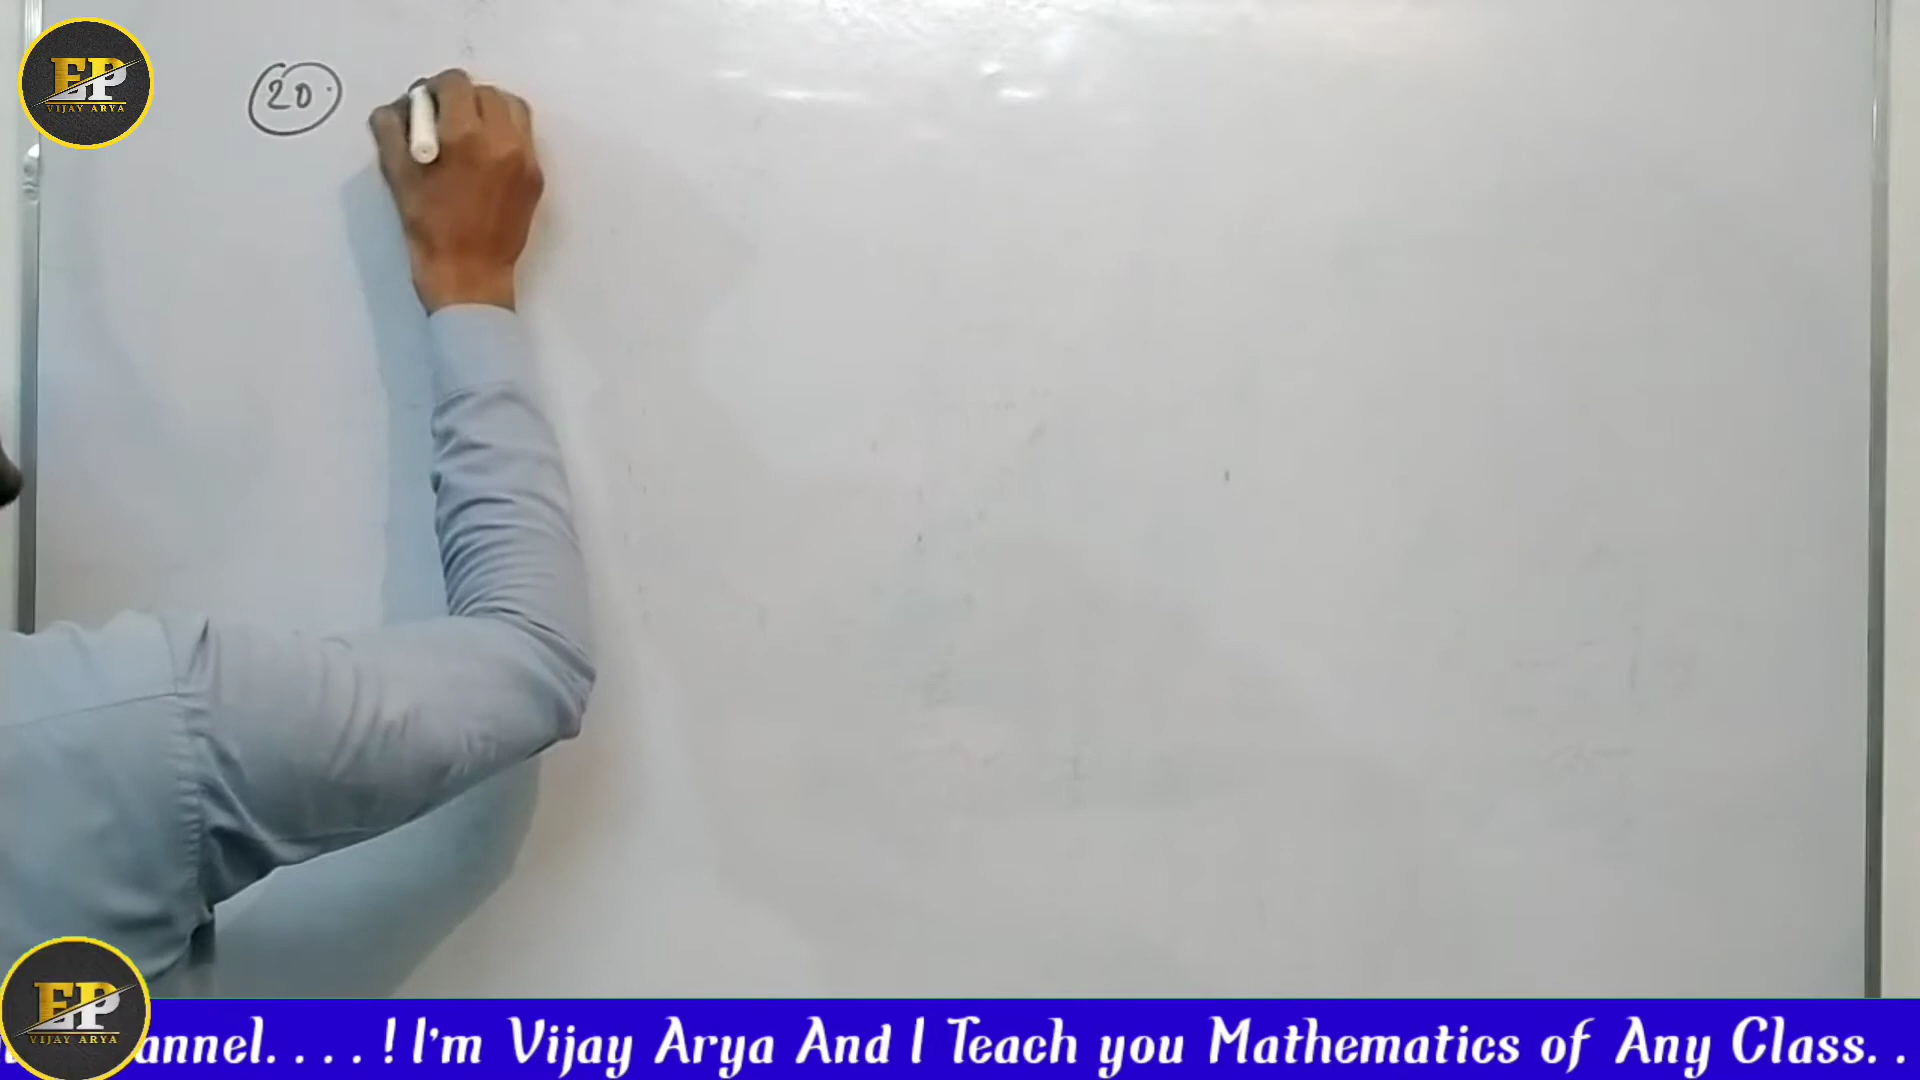 EP
VIJAY ARYA
20.
EP
VIJAY ARYA
annel. . . . ! I'm Vijay Arya And I Teach you Mathematics of Any Class. .